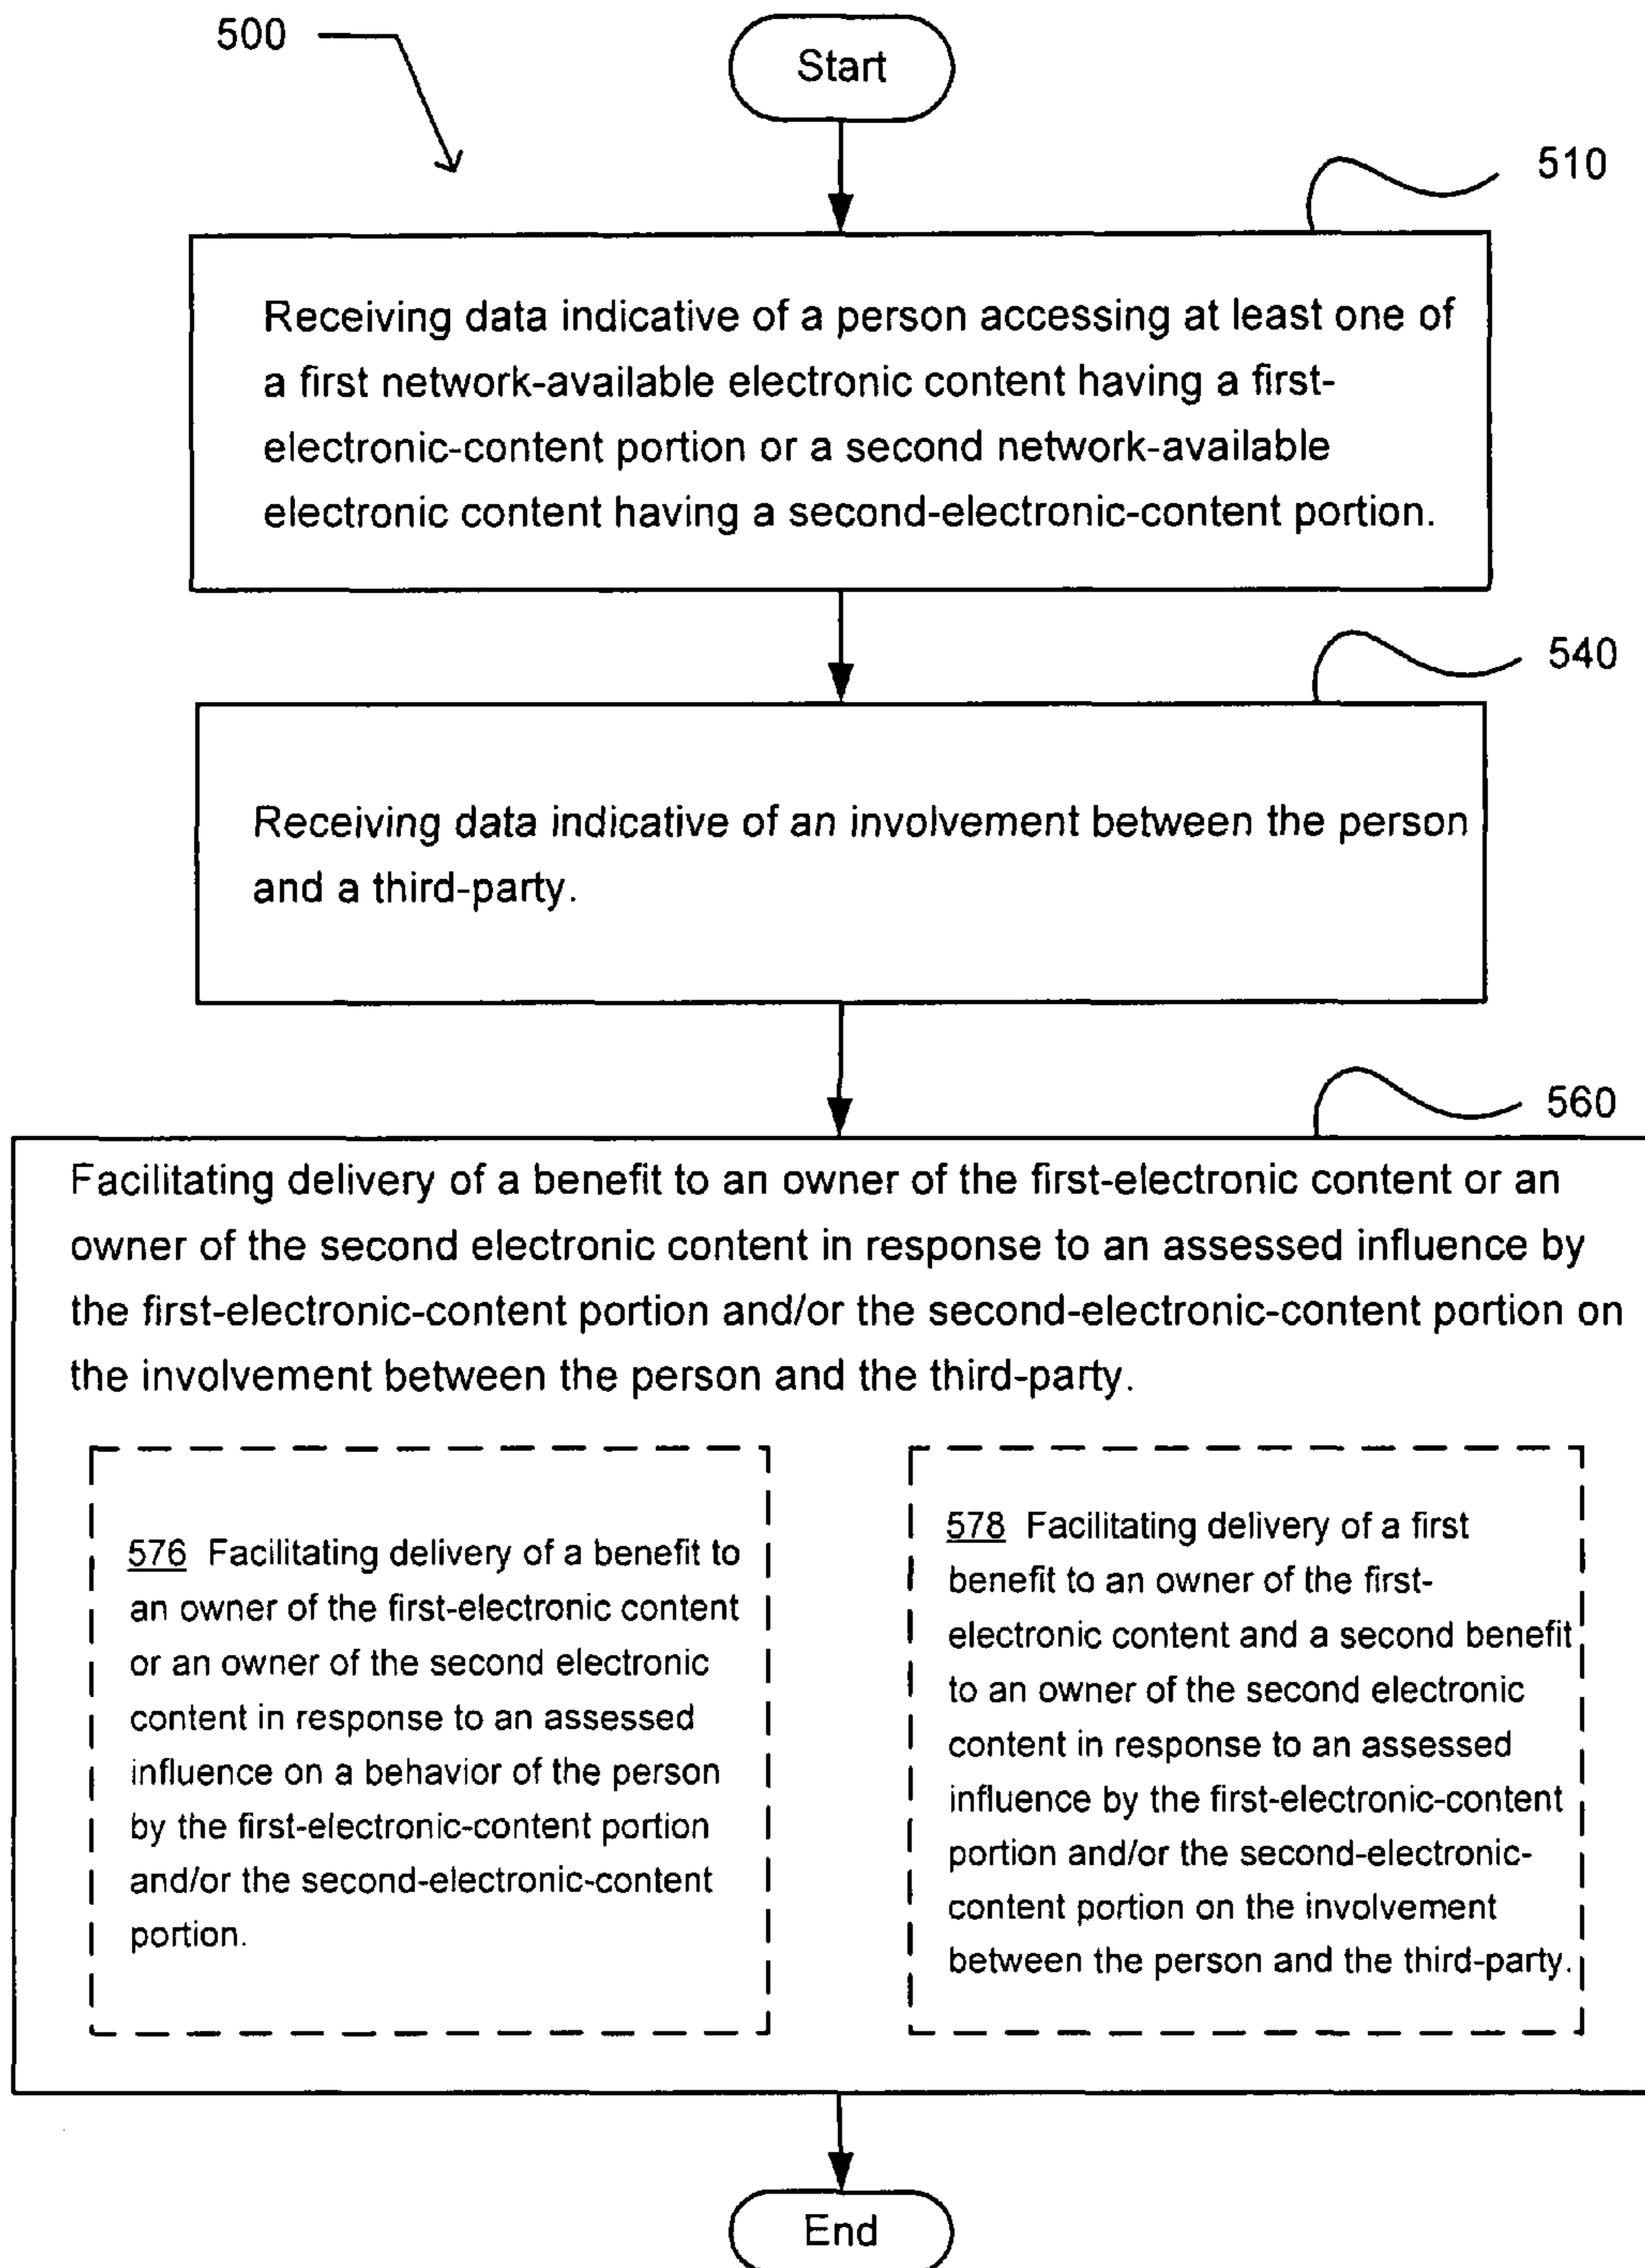 500
Start
510
Receiving data indicative of a person accessing at least one of
a first network-available electronic content having a first-
electronic-content portion or a second network-available
electronic content having a second-electronic-content portion.
540
Receiving data indicative of an involvement between the person
and a third-party.
560
Facilitating delivery of a benefit to an owner of the first-electronic content or an
owner of the second electronic content in response to an assessed influence by
the first-electronic-content portion and/or the second-electronic-content portion on
the involvement between the person and the third-party.
576 Facilitating delivery of a benefit to
an owner of the first-electronic content
or an owner of the second electronic
content in response to an assessed
influence on a behavior of the person
by the first-electronic-content portion
and/or the second-electronic-content
portion.
578 Facilitating delivery of a first
benefit to an owner of the first-
electronic content and a second benefit
to an owner of the second electronic
content in response to an assessed
influence by the first-electronic-content
portion and/or the second-electronic-
content portion on the involvement
between the person and the third-party.
End